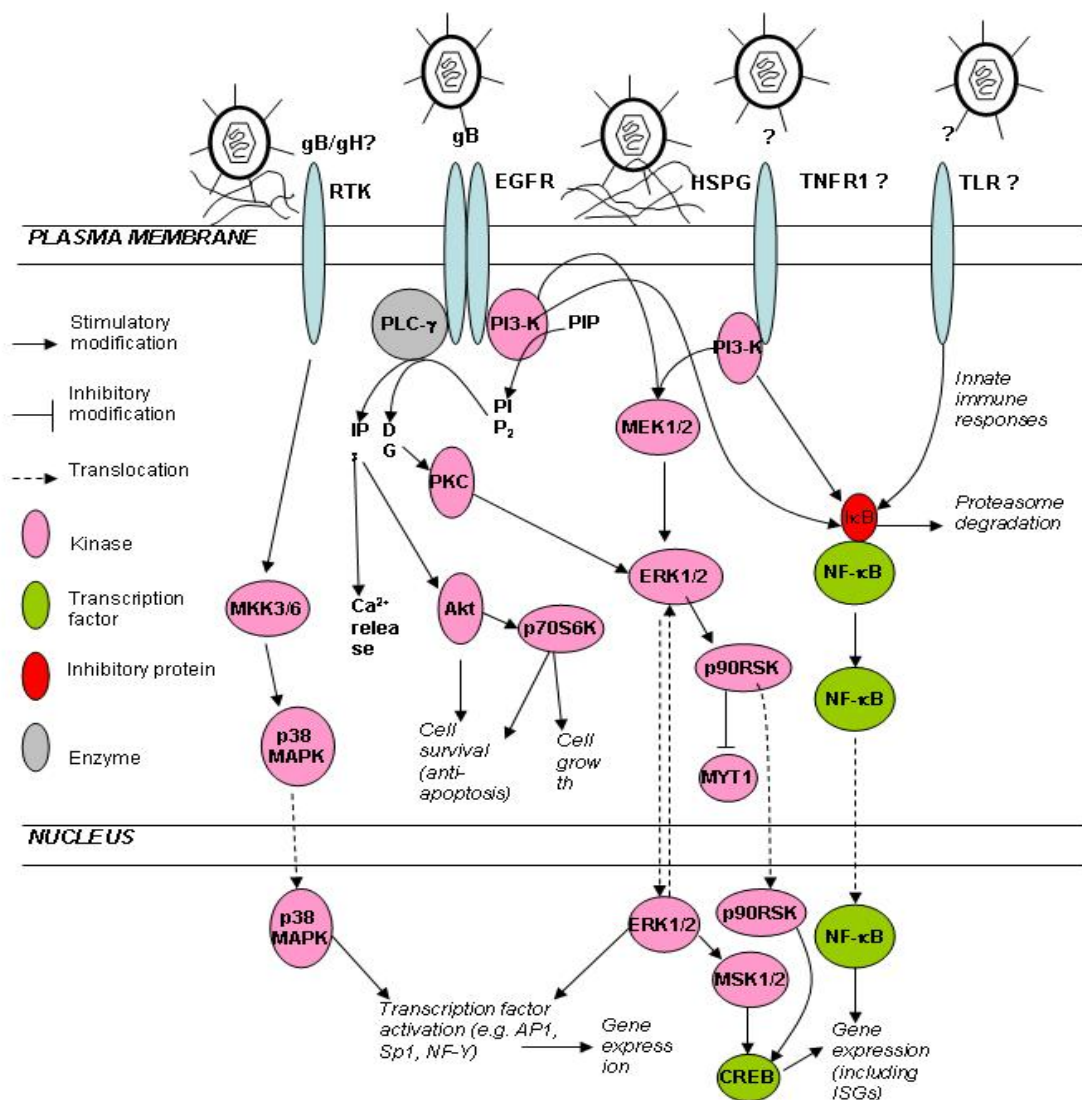 gB/gH?
gB
?
?
RTK
EGFR
HSPG
TNFR1 ?
TLR ?
PLASMA MEMBRANE
PLC-γ
PI3-K
PIP
PI3-K
Stimulatory
modification
Inhibitory
modification
Translocation
Kinase
Transcription
factor
Inhibitory protein
Enzyme
IP
3
D
G
PI
P2
MEK1/2
Innate
immune
responses
PKC
IκB
Proteasome
degradation
NF-κB
ERK1/2
MKK3/6
Ca2+
relea
se
Akt
p70S6K
p90RSK
NF-κB
p38
MAPK
Cell
survival
(anti-
apoptosis)
Cell
grow
th
MYT1
NUCLEUS
p38
MAPK
ERK1/2
p90RSK
NF-κB
MSK1/2
Transcription factor
activation (e.g. AP1,
Sp1, NF-Y)
Gene
express
ion
CREB
Gene
expression
(including
ISGs)